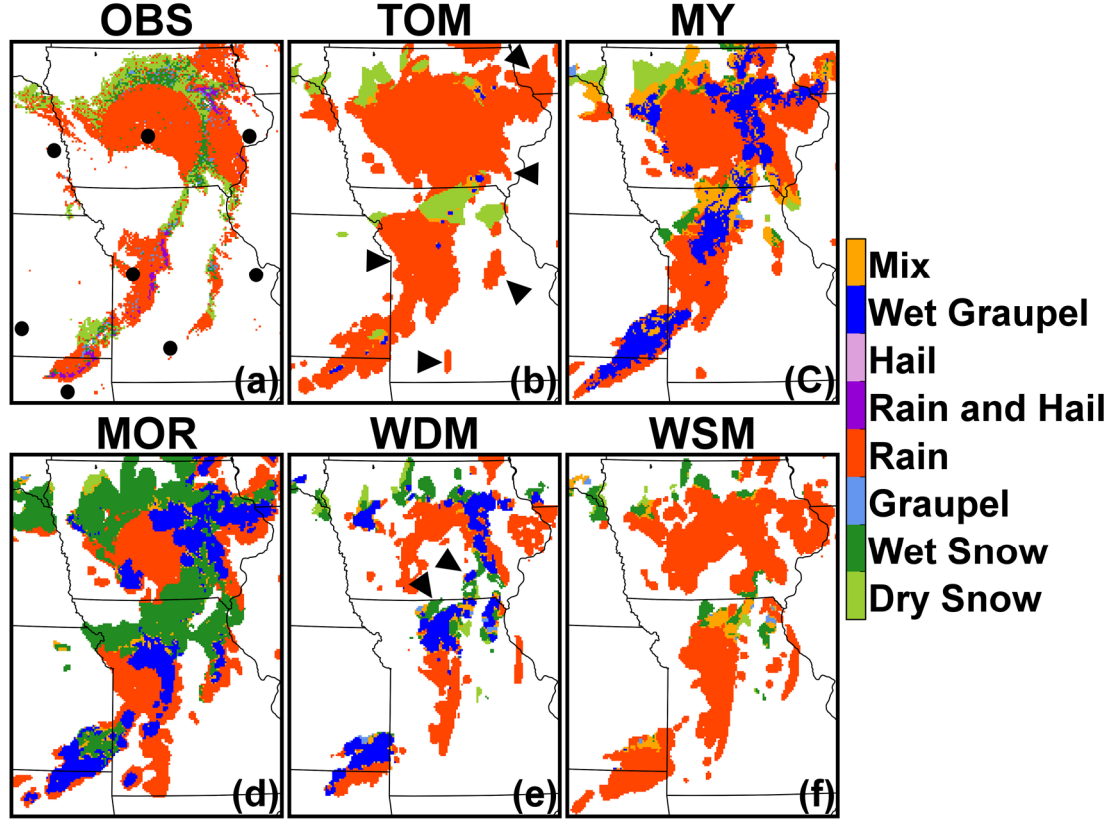 OBS TOM MY
(a) (b) (C)
Mix
Wet Graupel
Hail
Rain and Hail
Rain
Graupel
Wet Snow
Dry Snow
MOR WDM WSM
(d) (e) (f)